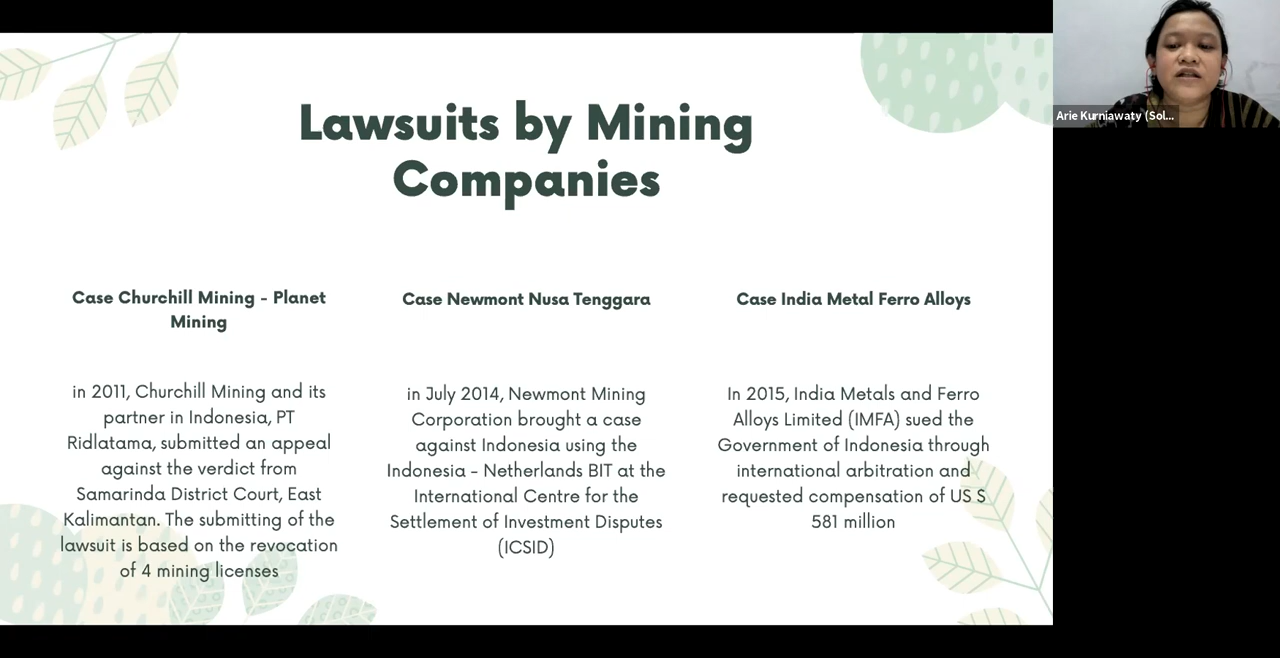 Lawsuits by Mining
Companies
Case Churchill Mining - Planet
Mining
in 2011, Churchill Mining and its
partner in Indonesia, PT
Ridlatama, submitted an appeal
against the verdict from
Samarinda District Court, East
Kalimantan. The submitting of the
lawsuit is based on the revocation
of 4 mining licenses
Case Newmont Nusa Tenggara
in July 2014, Newmont Mining
Corporation brought a case
against Indonesia using the
Indonesia - Netherlands BIT at the
International Centre for the
Settlement of Investment Disputes
(ICSID)
Case India Metal Ferro Alloys
In 2015, India Metals and Ferro
Alloys Limited (IMFA) sued the
Government of Indonesia through
international arbitration and
requested compensation of US $
581 million
Arie Kurniawaty (Sol...